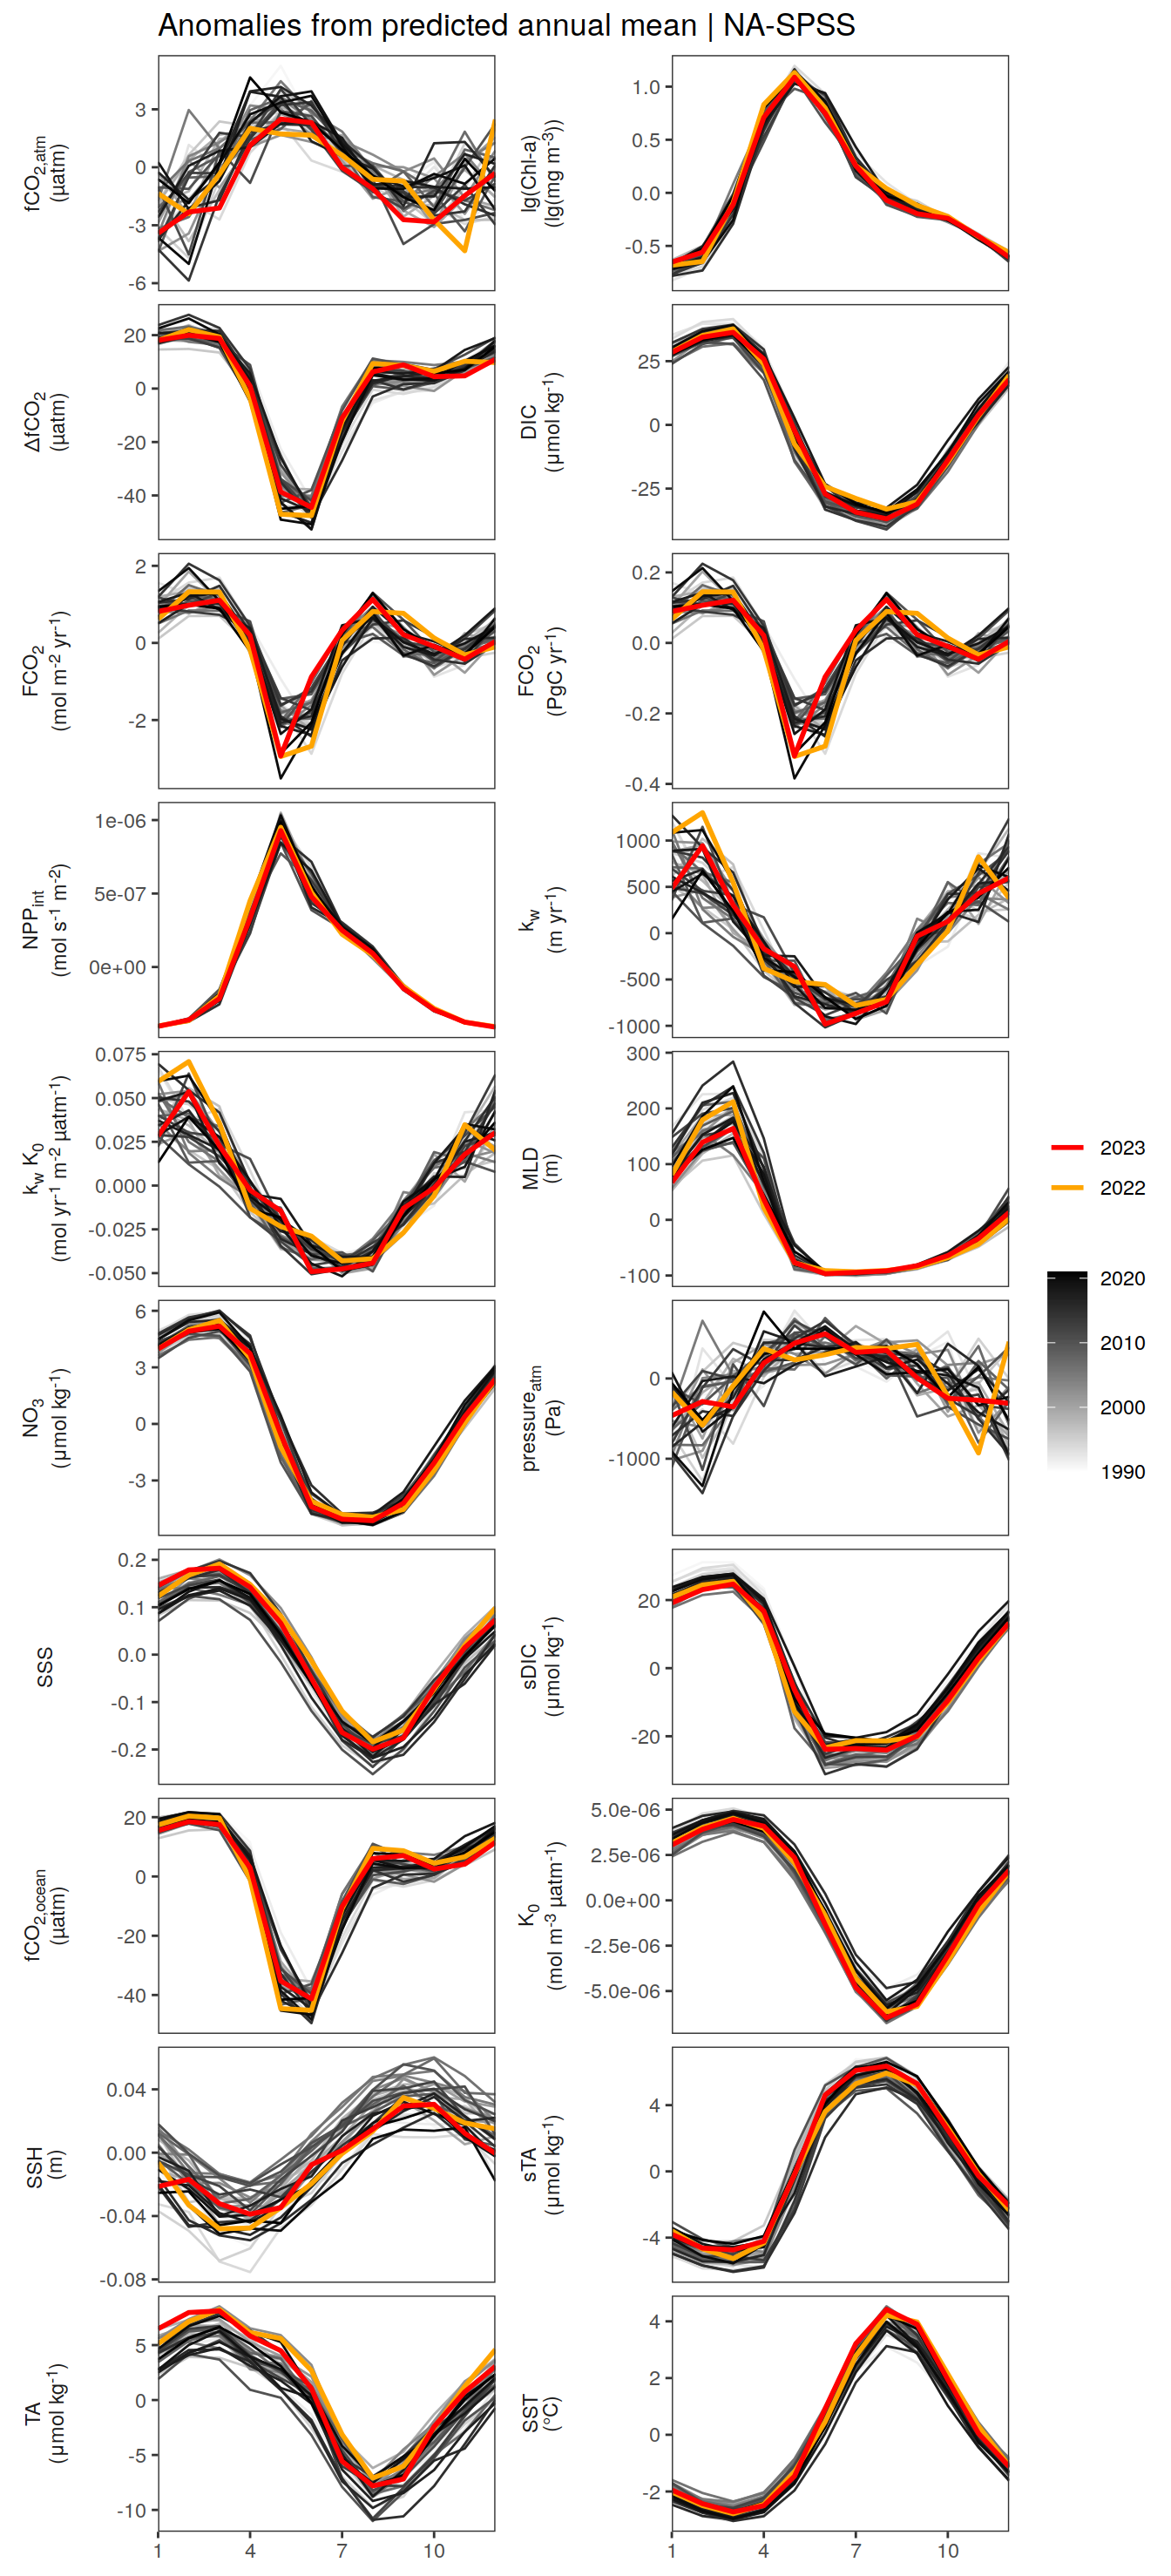 Anomalies from predicted annual mean | NA-SPSS
fCO2,atm
(µatm)
3
0
-3
-6
lg(Chl-a)
(lg(mg m-3))
1.0
0.5
0.0
-0.5
ΔfCO2
(µatm)
20
0
-20
-40
DIC
(µmol kg-1)
25
0
-25
FCO2
(mol m-2 yr-1)
2
0
-2
FCO2
(PgC yr-1)
0.2
0.0
-0.2
-0.4
NPPint
(mol s-1 m-2)
1e-06
5e-07
0e+00
kw
(m yr-1)
1000
500
0
-500
-1000
kw K0
(mol yr-1 m-2 µatm-1)
0.075
0.050
0.025
0.000
-0.025
-0.050
MLD
(m)
300
200
100
0
-100
NO3
(µmol kg-1)
6
3
0
-3
pressureatm
(Pa)
0
-1000
SSS
0.2
0.1
0.0
-0.1
-0.2
sDIC
(µmol kg-1)
20
0
-20
fCO2,ocean
(µatm)
20
0
-20
-40
K0
(mol m-3 µatm-1)
5.0e-06
2.5e-06
0.0e+00
-2.5e-06
-5.0e-06
SSH
(m)
0.04
0.00
-0.04
-0.08
sTA
(µmol kg-1)
4
0
-4
TA
(µmol kg-1)
5
0
-5
-10
SST
(°C)
4
2
0
-2
1 4 7 10
1 4 7 10
2023
2022
2020
2010
2000
1990